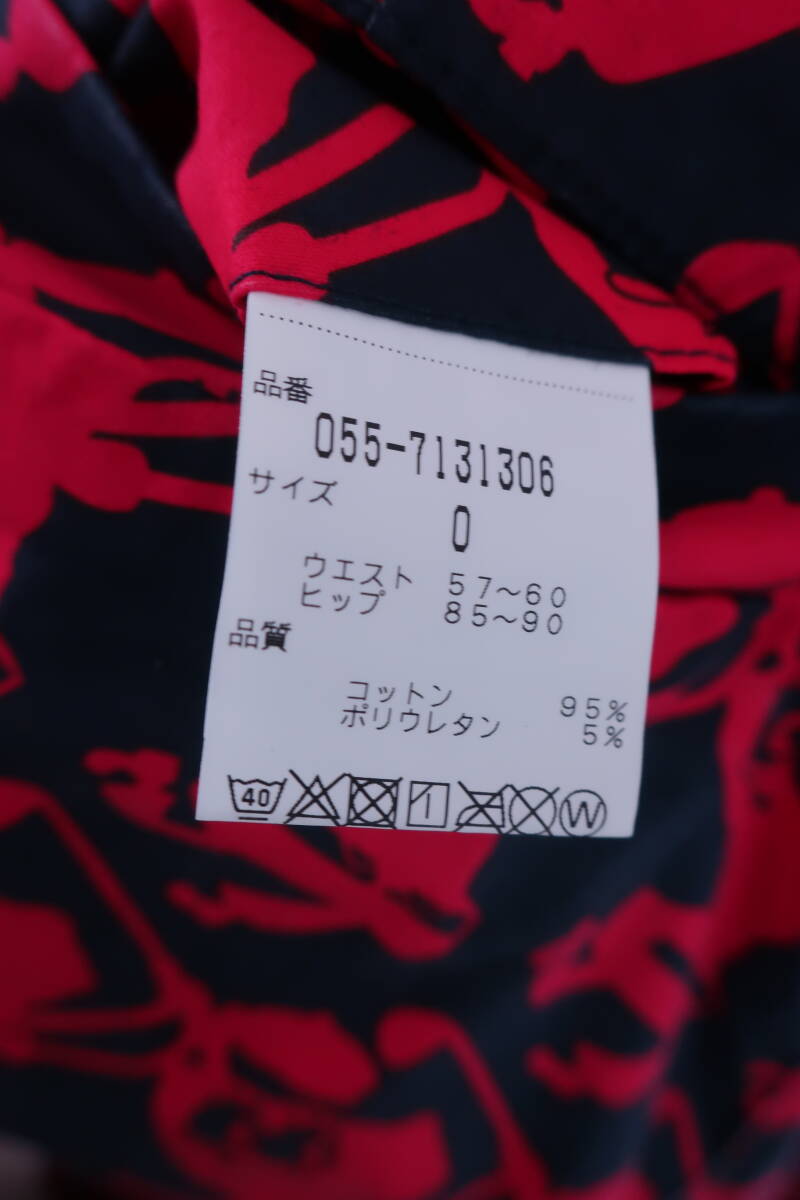 品番
055-7131306
サイズ
0
ウエスト 57～60
ヒップ 85～90
品質
コットン 95%
ポリウレタン 5%
40 W